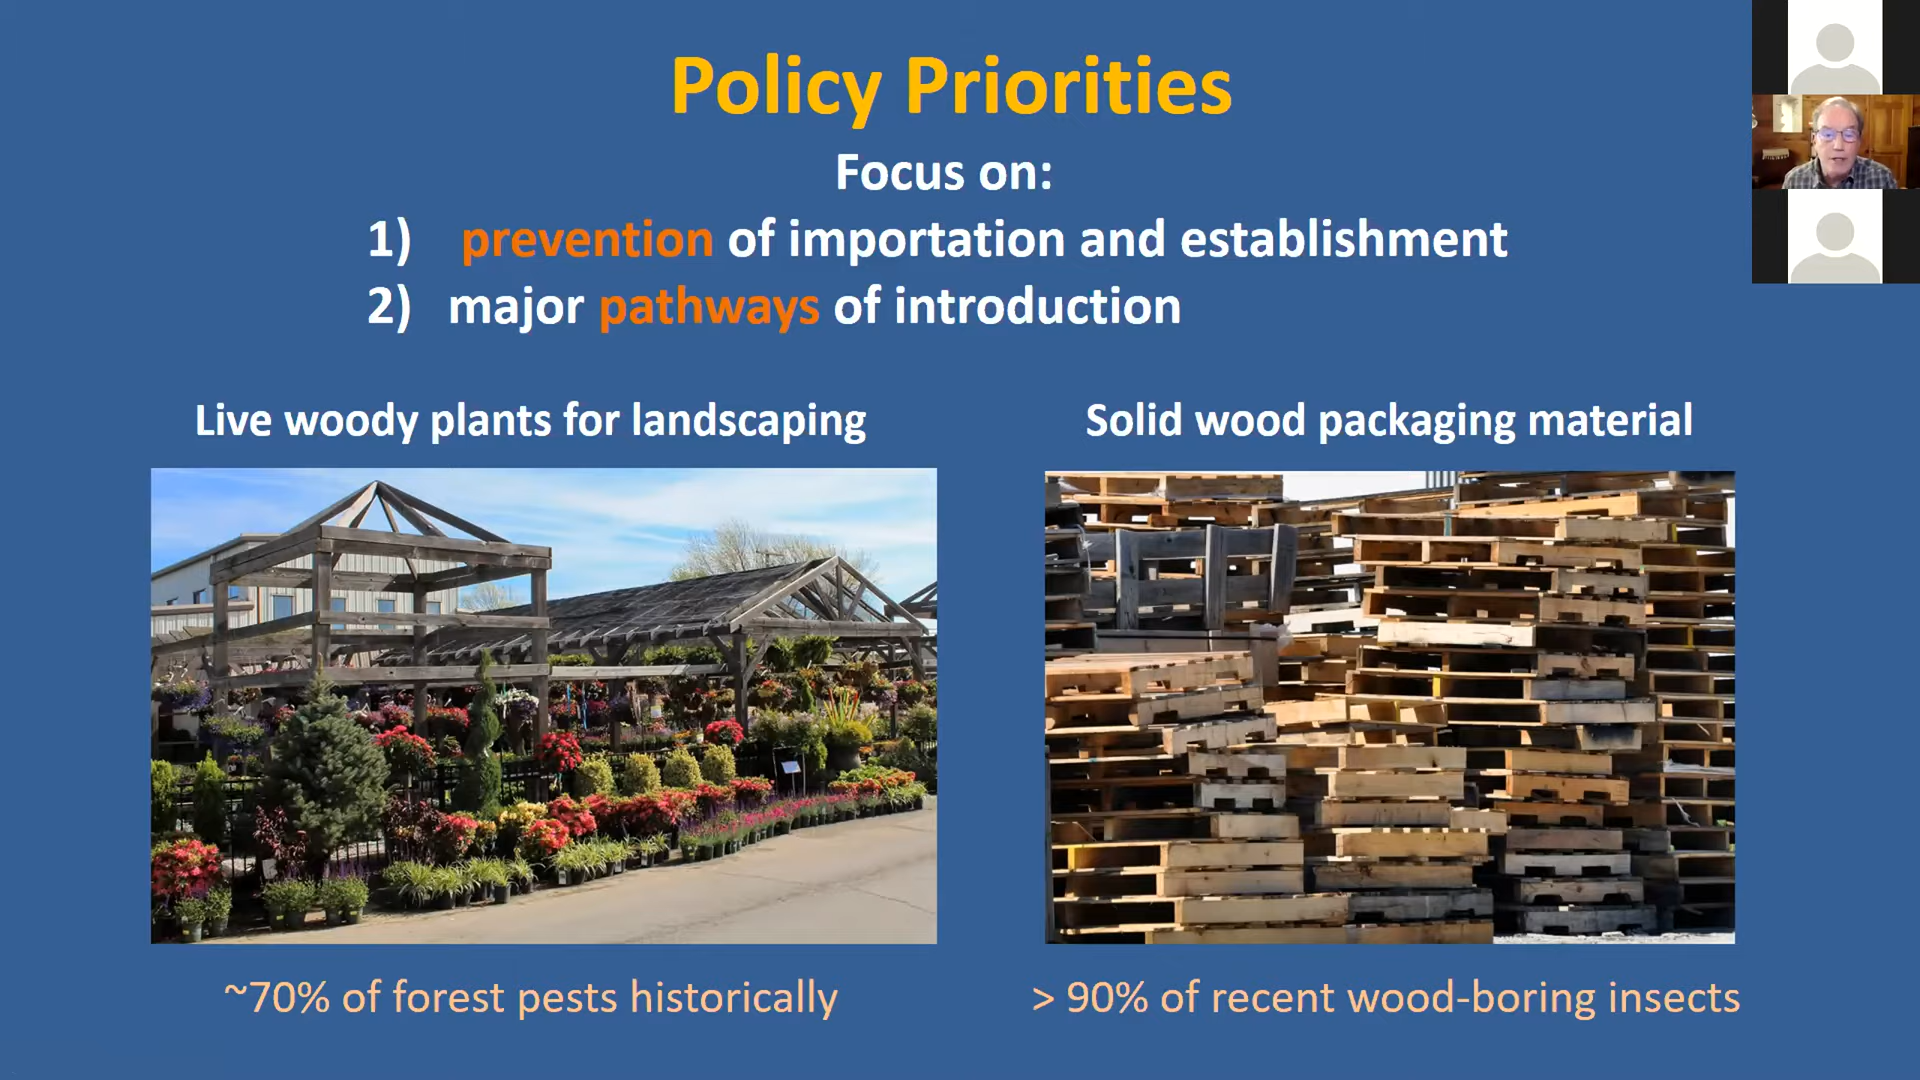 Policy Priorities
Focus on:
1) prevention of importation and establishment
2) major pathways of introduction
Live woody plants for landscaping
Solid wood packaging material
~70% of forest pests historically
> 90% of recent wood-boring insects